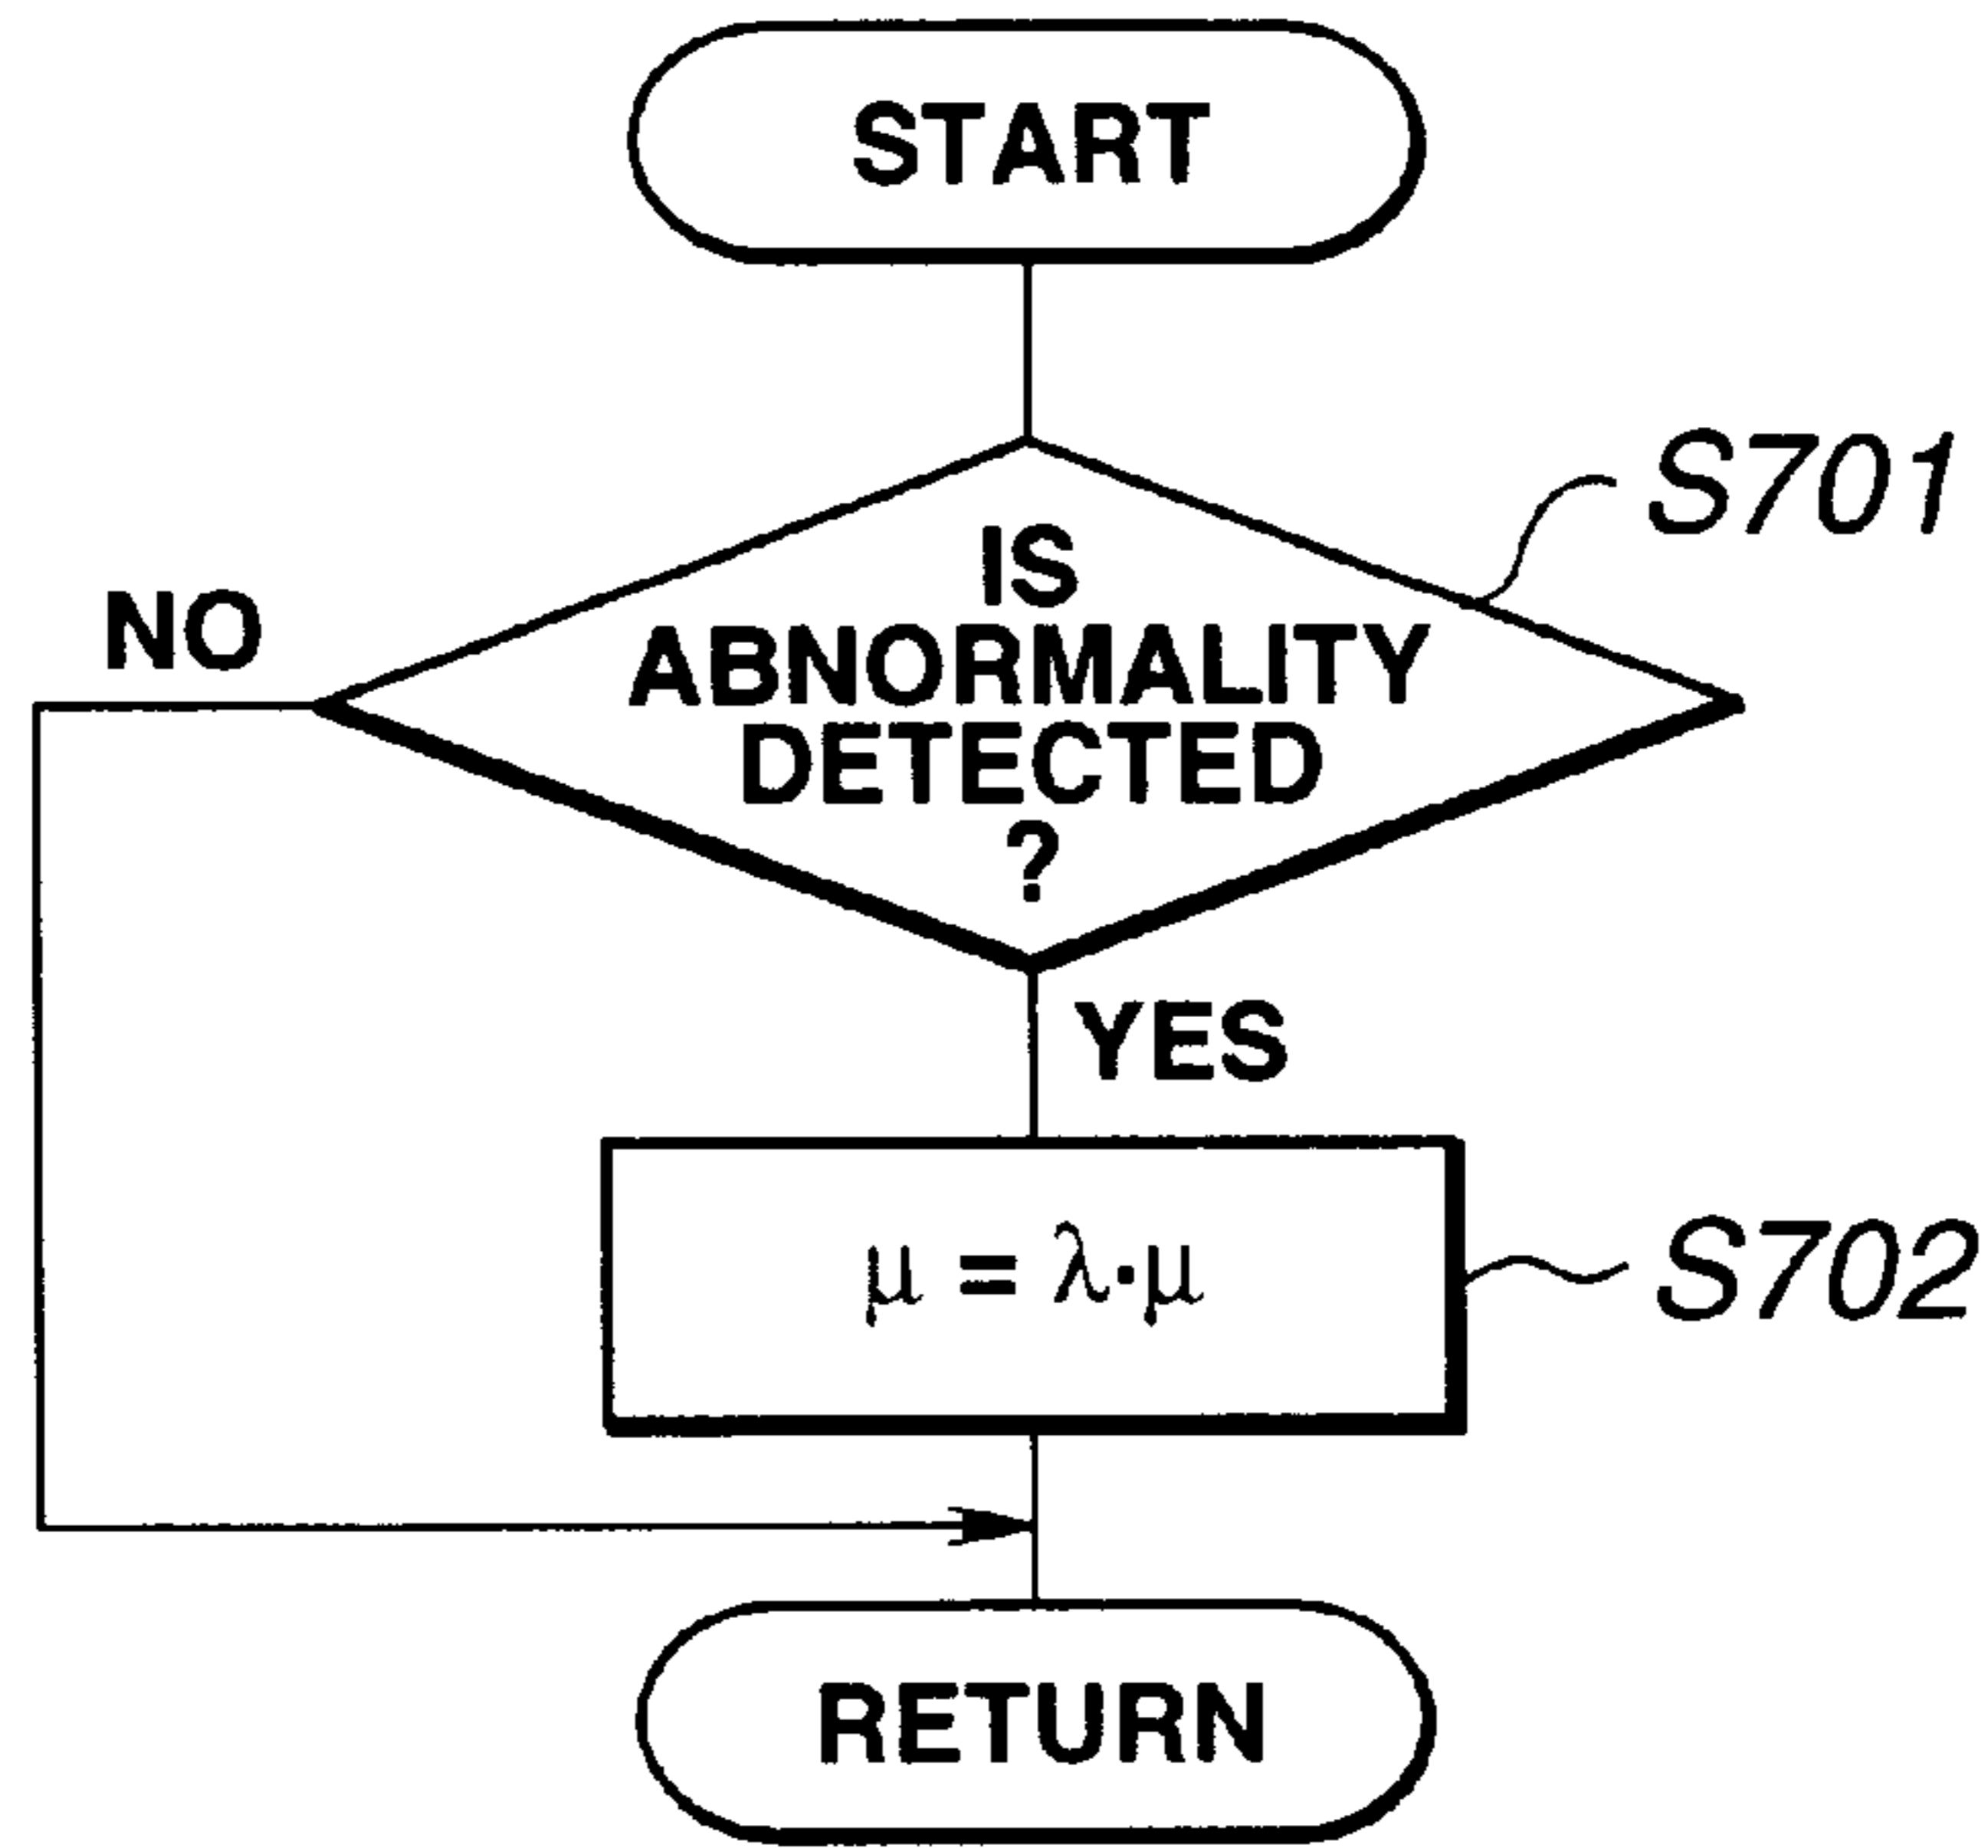 START
S701
IS
ABNORMALITY
DETECTED
?
NO
YES
μ = λ·μ
S702
RETURN